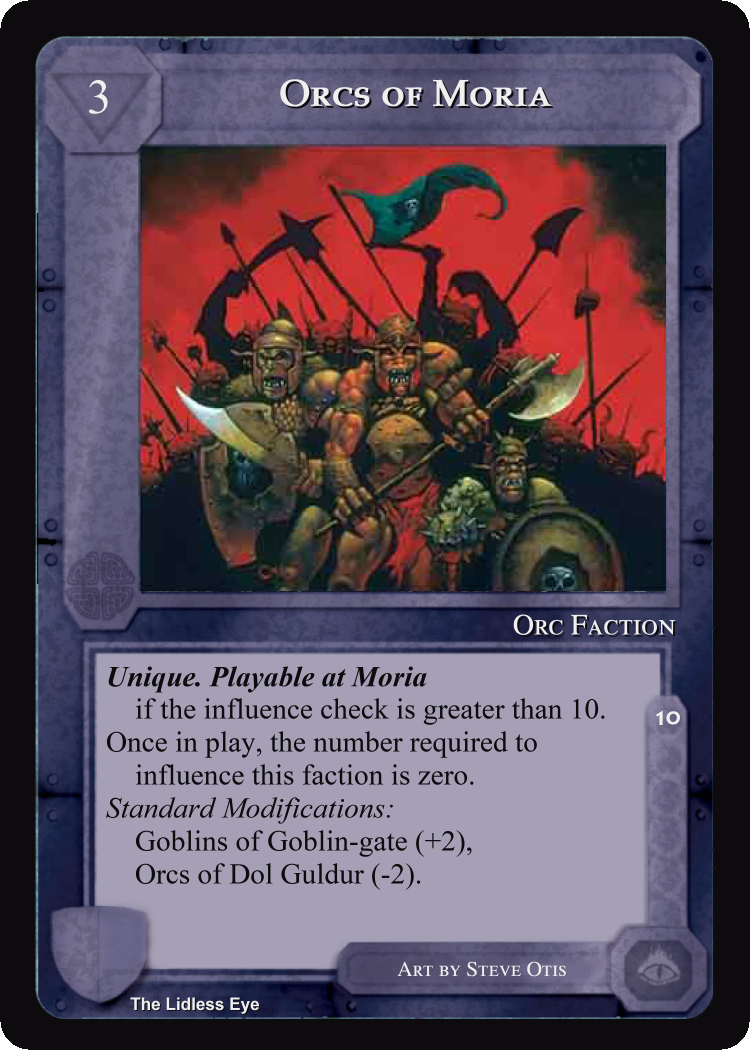 3
Orcs of Moria
Orc Faction
Unique. Playable at Moria
if the influence check is greater than 10.
Once in play, the number required to
influence this faction is zero.
Standard Modifications:
Goblins of Goblin-gate (+2),
Orcs of Dol Guldur (-2).
10
Art by Steve Otis
The Lidless Eye